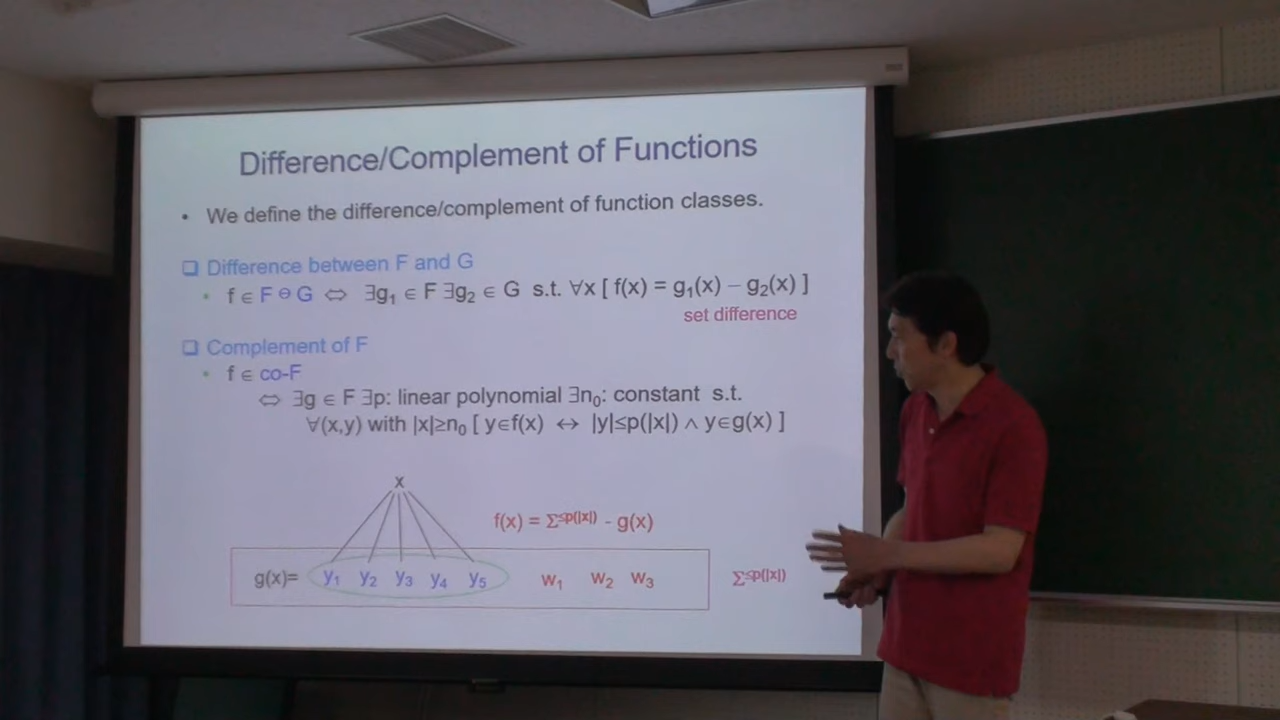 Difference/Complement of Functions
• We define the difference/complement of function classes.
❑ Difference between F and G
• f ∈ F ⊖ G ⇔ ∃g₁ ∈ F ∃g₂ ∈ G s.t. ∀x [ f(x) = g₁(x) − g₂(x) ]
set difference
❑ Complement of F
• f ∈ co-F
⇔ ∃g ∈ F ∃p: linear polynomial ∃n₀: constant s.t.
∀(x,y) with |x|≥n₀ [ y∈f(x) ↔ |y|≤p(|x|) ∧ y∈g(x) ]
x
f(x) = Σ^≤p(|x|) - g(x)
g(x)= y₁ y₂ y₃ y₄ y₅ w₁ w₂ w₃ Σ^≤p(|x|)